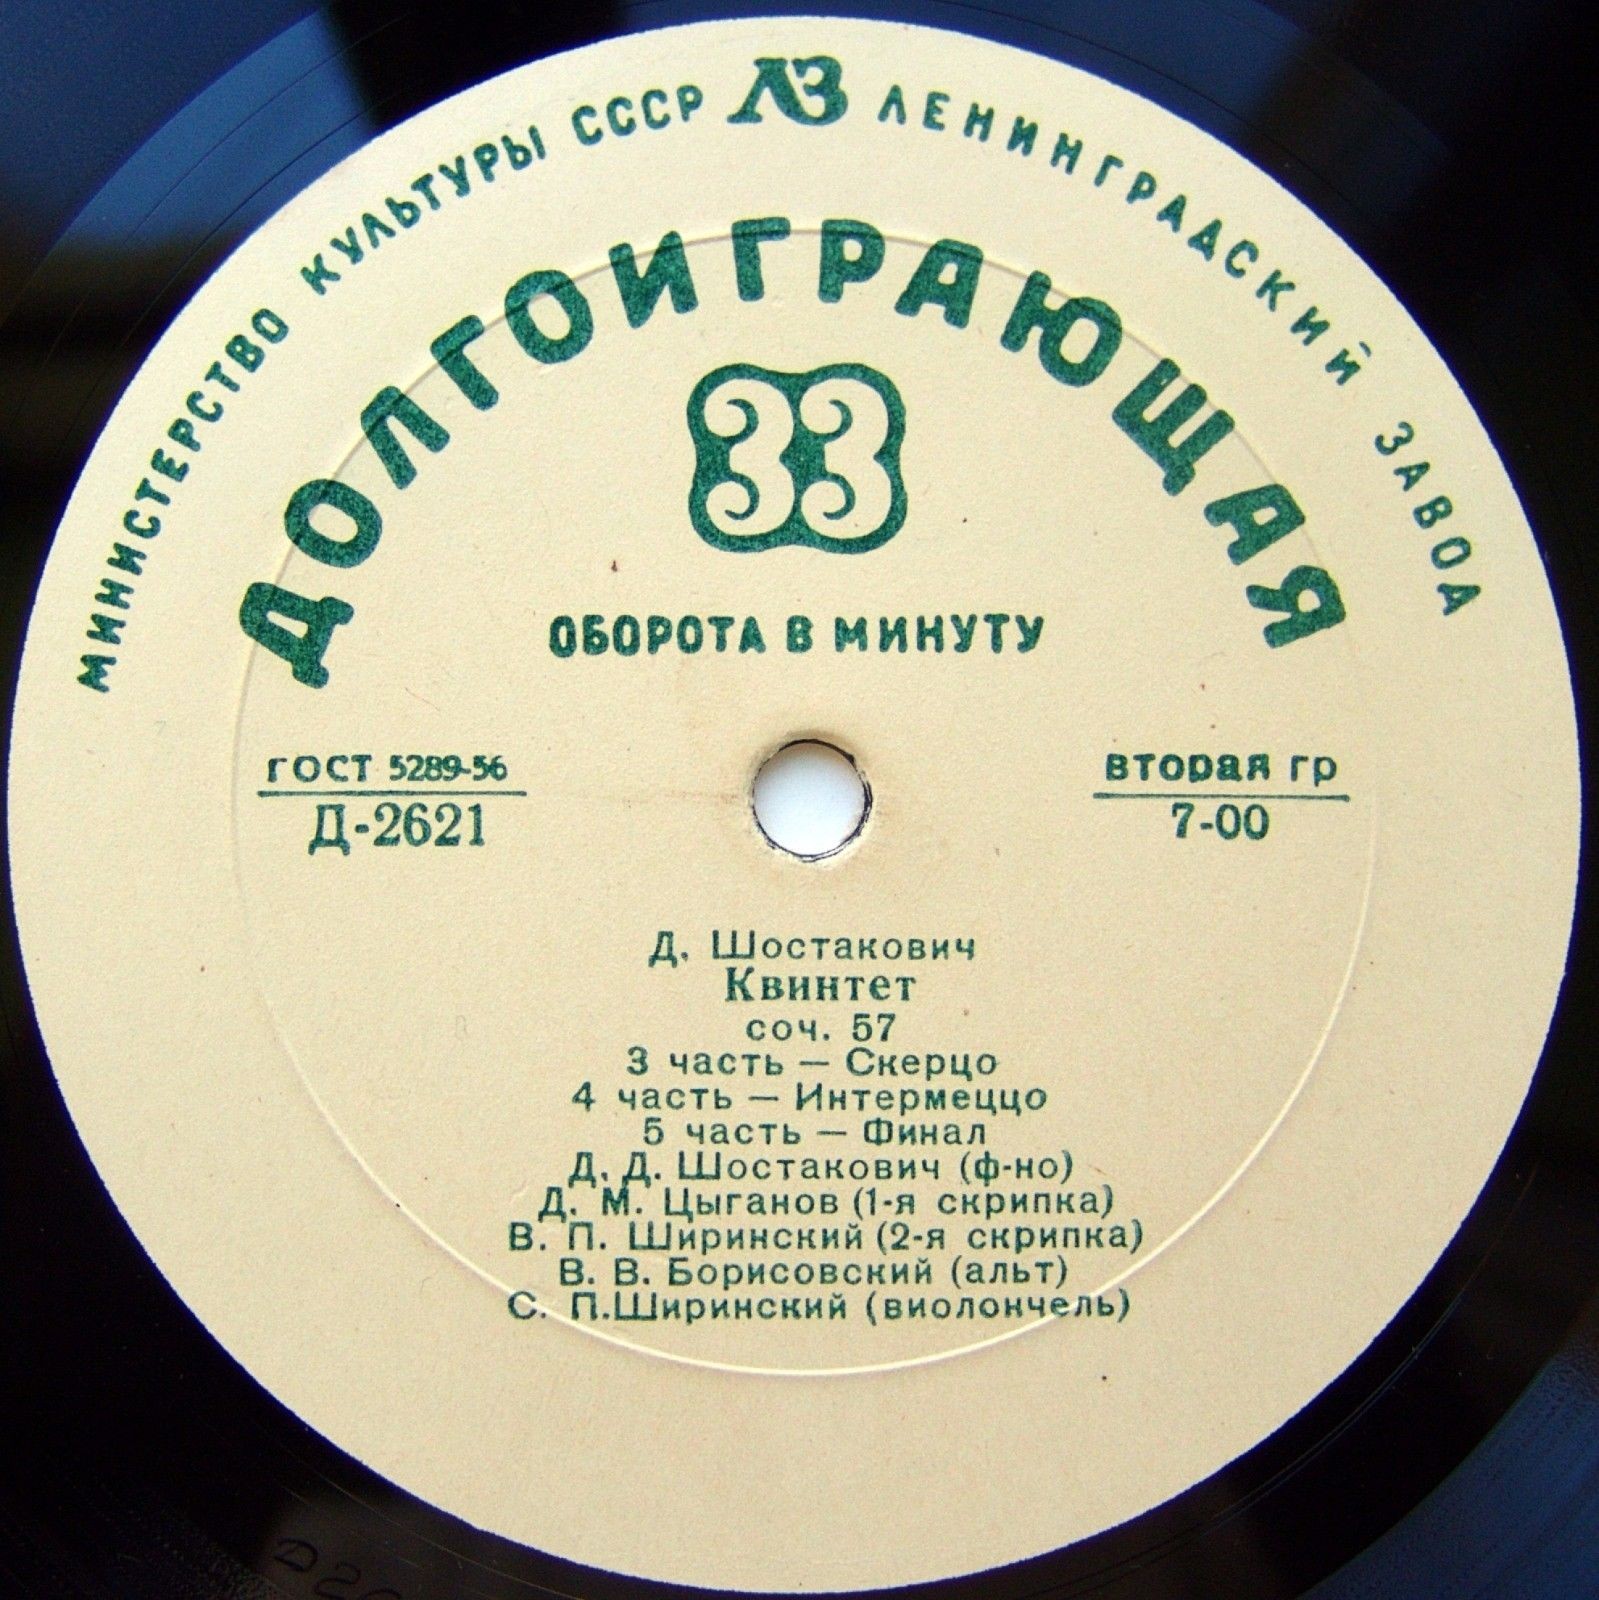 МИНИСТЕРСТВО КУЛЬТУРЫ СССР ЛЗ ЛЕНИНГРАДСКИЙ ЗАВОД
ДОЛГОИГРАЮЩАЯ
33
ОБОРОТА В МИНУТУ
ГОСТ 5289-56
Д-2621
вторая гр
7-00
Д. Шостакович
Квинтет
соч. 57
3 часть — Скерцо
4 часть — Интермеццо
5 часть — Финал
Д. Д. Шостакович (ф-но)
Д. М. Цыганов (1-я скрипка)
В. П. Ширинский (2-я скрипка)
В. В. Борисовский (альт)
С. П.Ширинский (виолончель)